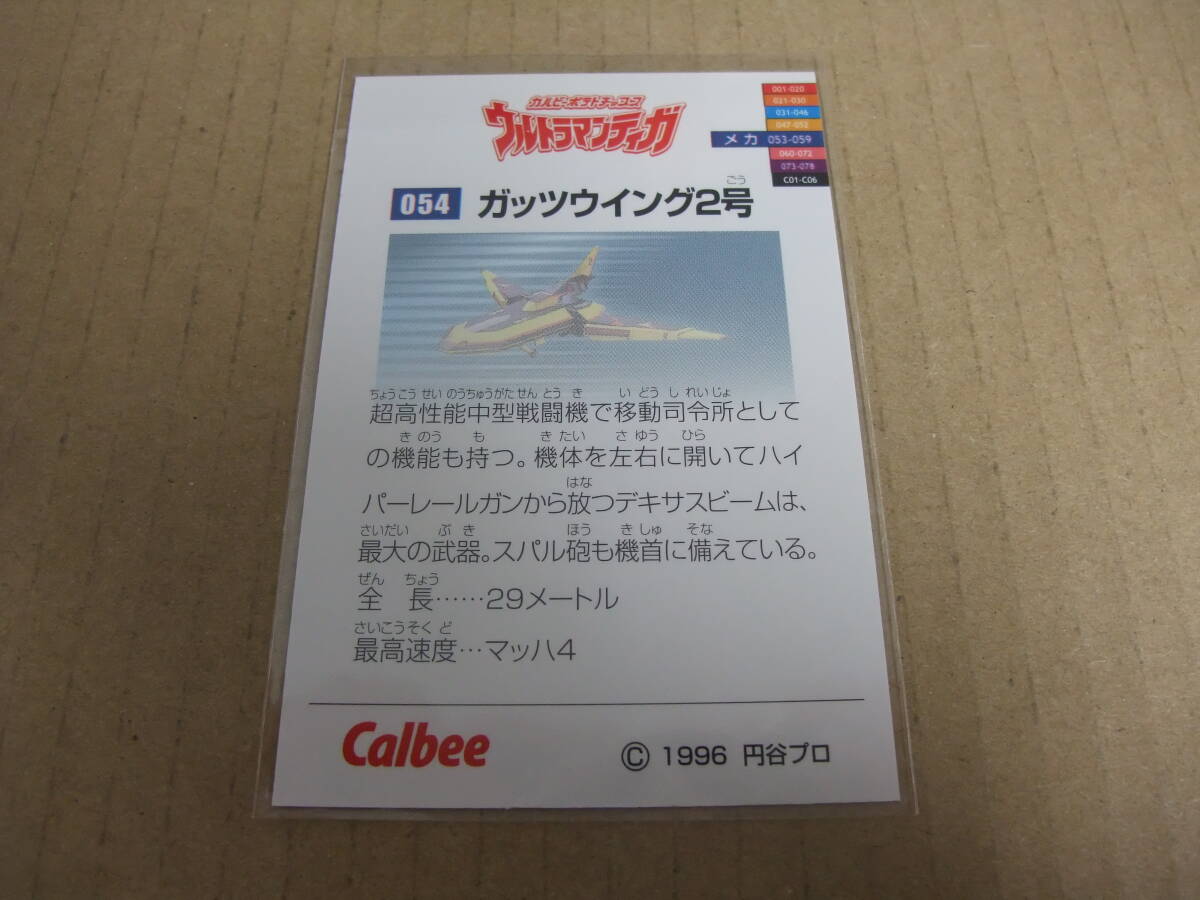 カルビーポテトチップス
ウルトラマンティガ
001-020
021-030
031-046
047-052
メカ 053-059
060-072
073-078
C01-C06
ごう
054 ガッツウイング2号
ちょうこうせいのうちゅうがたせんとうき いどうしれいじょ
超高性能中型戦闘機で移動司令所として
きのう も きたい さゆう ひら
の機能も持つ。機体を左右に開いてハイ
はな
パーレールガンから放つデキサスビームは、
さいだい ぶき ほう きしゅ そな
最大の武器。スパル砲も機首に備えている。
ぜん ちょう
全 長……29メートル
さいこうそくど
最高速度…マッハ4
Calbee
© 1996 円谷プロ